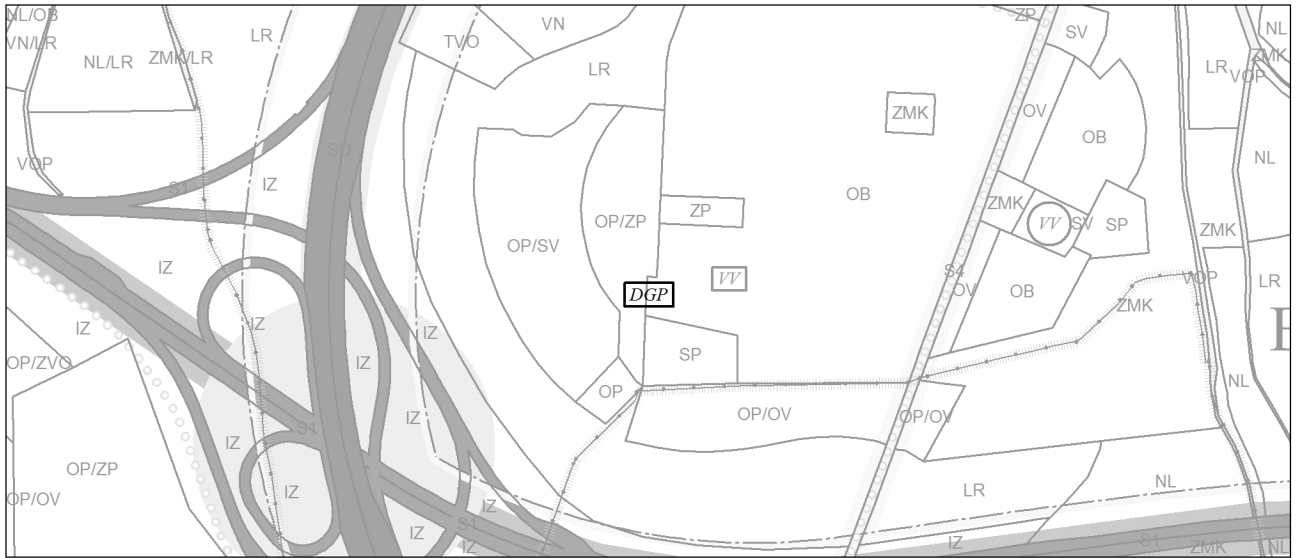 NL/OB
VN
ZP
TVO
SV
NL
VN/LR
LR
NL/LR
ZMK/LR
ZMK
LR
LR
VOP
ZMK
OV
OB
SD
VOP
NL
S1
IZ
OB
ZP
ZMK
OP/ZP
VV
SV
SP
ZMK
OP/SV
IZ
S4
VV
VOP
LR
OV
OB
DGP
ZMK
IZ
IZ
IZ
SP
OP/ZVO
IZ
NL
OP
OP/OV
OP/OV
IZ
S1
IZ
OP/ZP
NL
IZ
LR
OP/OV
IZ
S1
IZ
IZ
IZ
S1
ZMK
NL